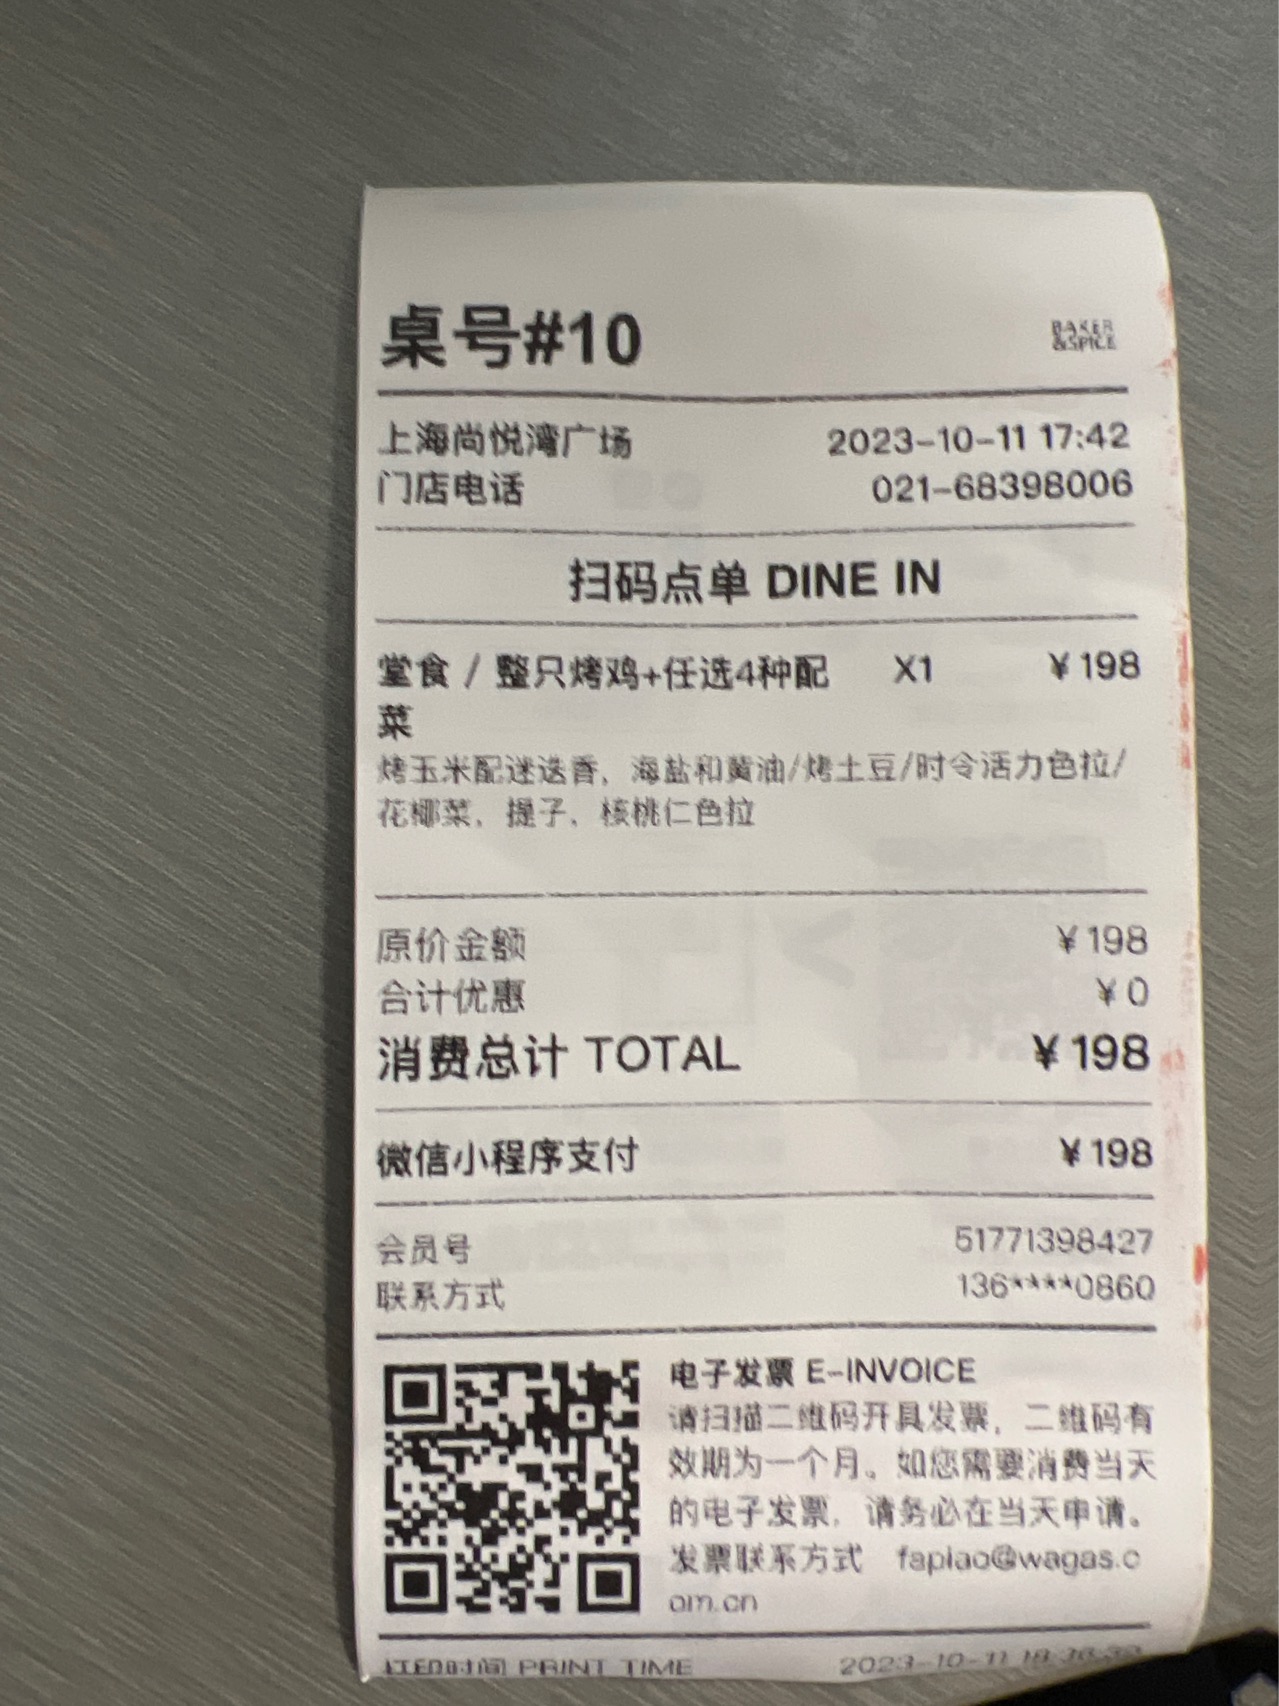 桌号#10
BAKER
&SPICE
上海尚悦湾广场 2023-10-11 17:42
门店电话 021-68398006
扫码点单 DINE IN
堂食 / 整只烤鸡+任选4种配 X1 ¥198
菜
烤玉米配迷迭香，海盐和黄油/烤土豆/时令活力色拉/
花椰菜，提子，核桃仁色拉
原价金额 ¥198
合计优惠 ¥0
消费总计 TOTAL ¥198
微信小程序支付 ¥198
会员号 51771398427
联系方式 136****0860
电子发票 E-INVOICE
请扫描二维码开具发票，二维码有
效期为一个月。如您需要消费当天
的电子发票，请务必在当天申请。
发票联系方式 fapiao@wagas.c
om.cn
打印时间 PRINT TIME 2023-10-11